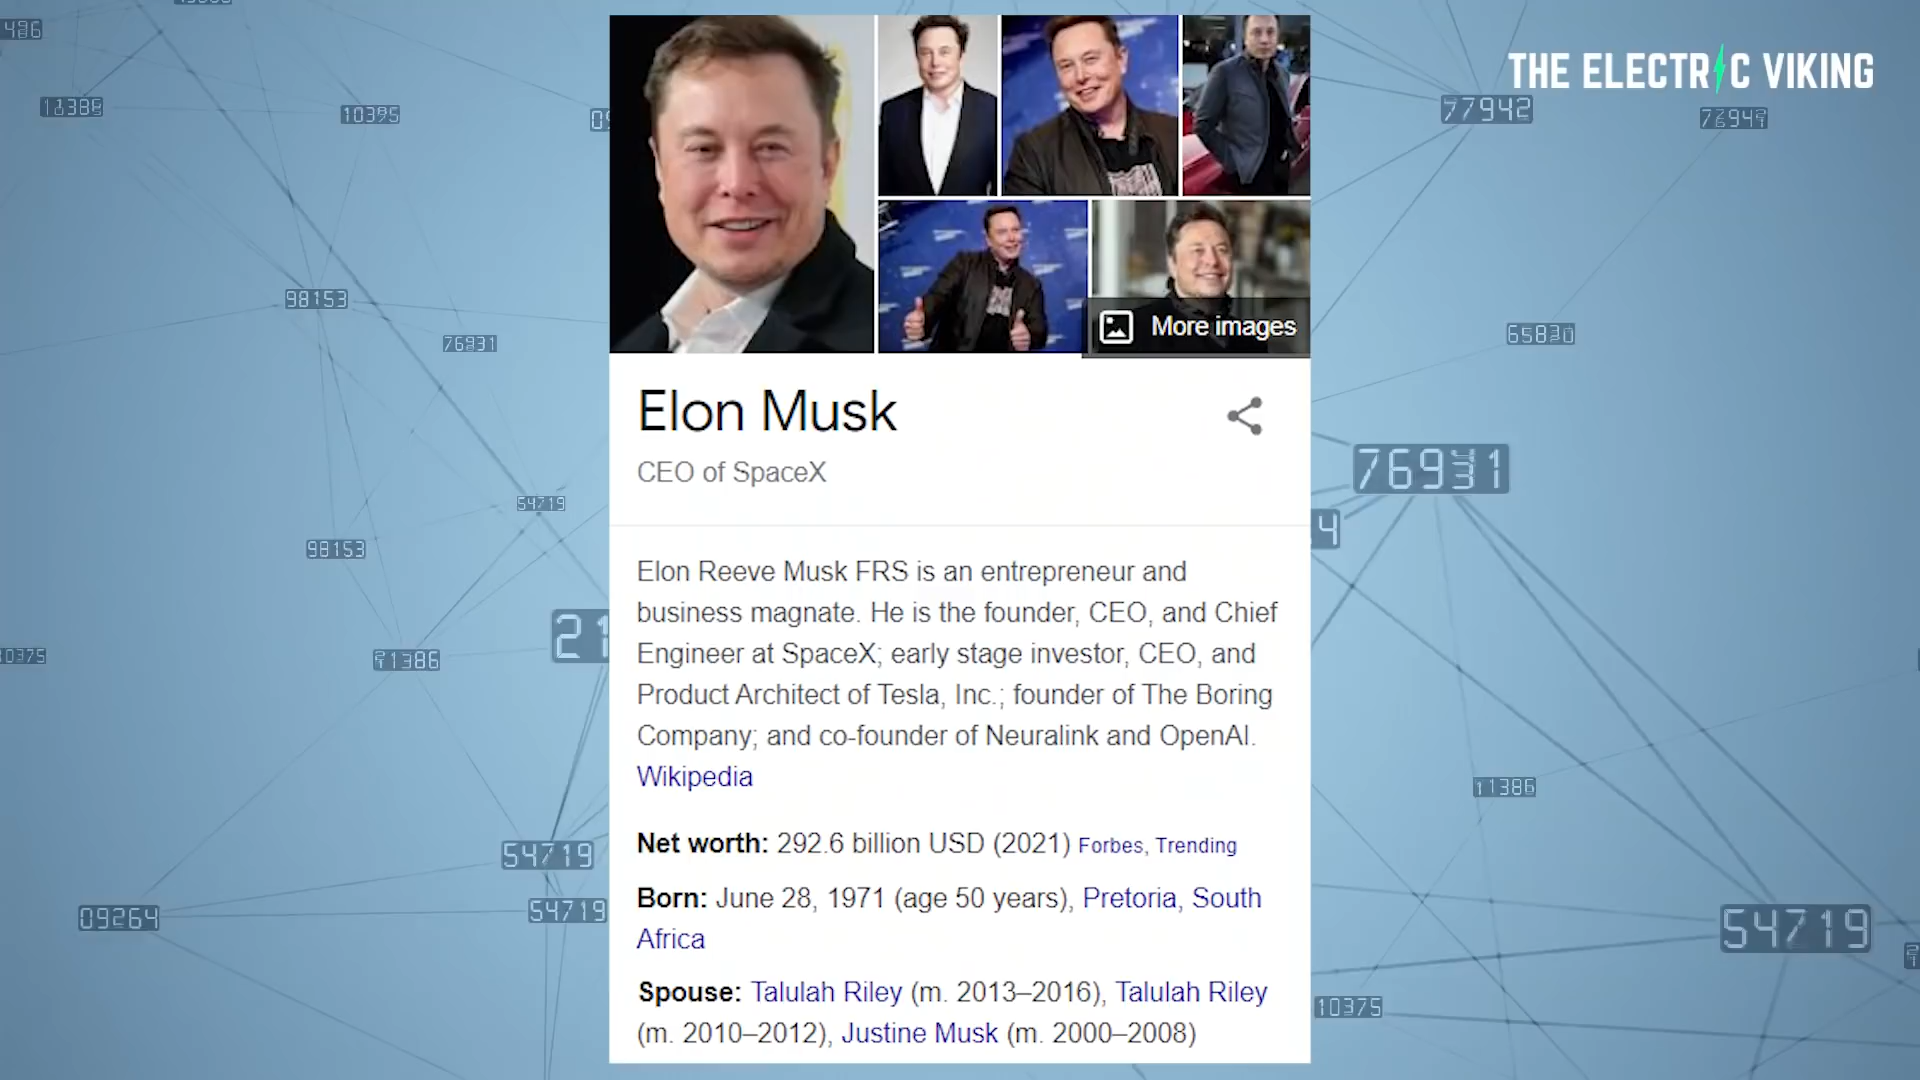 THE ELECTRIC VIKING
496
10395
77942
98153
76931
65830
More images
Elon Musk
CEO of SpaceX
76931
54719
4
98153
Elon Reeve Musk FRS is an entrepreneur and
business magnate. He is the founder, CEO, and Chief
Engineer at SpaceX; early stage investor, CEO, and
Product Architect of Tesla, Inc.; founder of The Boring
Company; and co-founder of Neuralink and OpenAI.
Wikipedia
21
10375
11386
54719
Net worth: 292.6 billion USD (2021) Forbes, Trending
Born: June 28, 1971 (age 50 years), Pretoria, South
Africa
09264
54719
54719
Spouse: Talulah Riley (m. 2013–2016), Talulah Riley
(m. 2010–2012), Justine Musk (m. 2000–2008)
10375